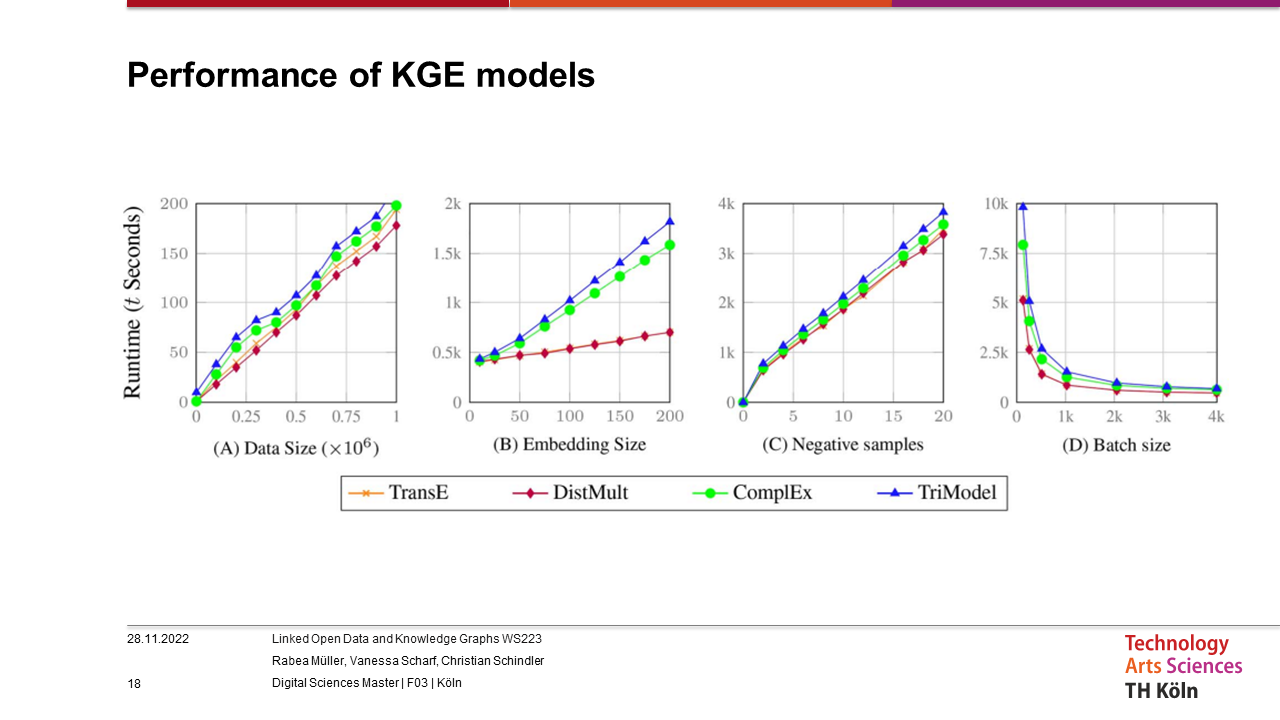 Performance of KGE models
Runtime (t Seconds)
200
150
100
50
0
0 0.25 0.5 0.75 1
(A) Data Size (×10⁶)
2k
1.5k
1k
0.5k
0
0 50 100 150 200
(B) Embedding Size
4k
3k
2k
1k
0
0 5 10 15 20
(C) Negative samples
10k
7.5k
5k
2.5k
0
0 1k 2k 3k 4k
(D) Batch size
TransE DistMult ComplEx TriModel
28.11.2022 Linked Open Data and Knowledge Graphs WS223
Rabea Müller, Vanessa Scharf, Christian Schindler
18 Digital Sciences Master | F03 | Köln
Technology
Arts Sciences
TH Köln